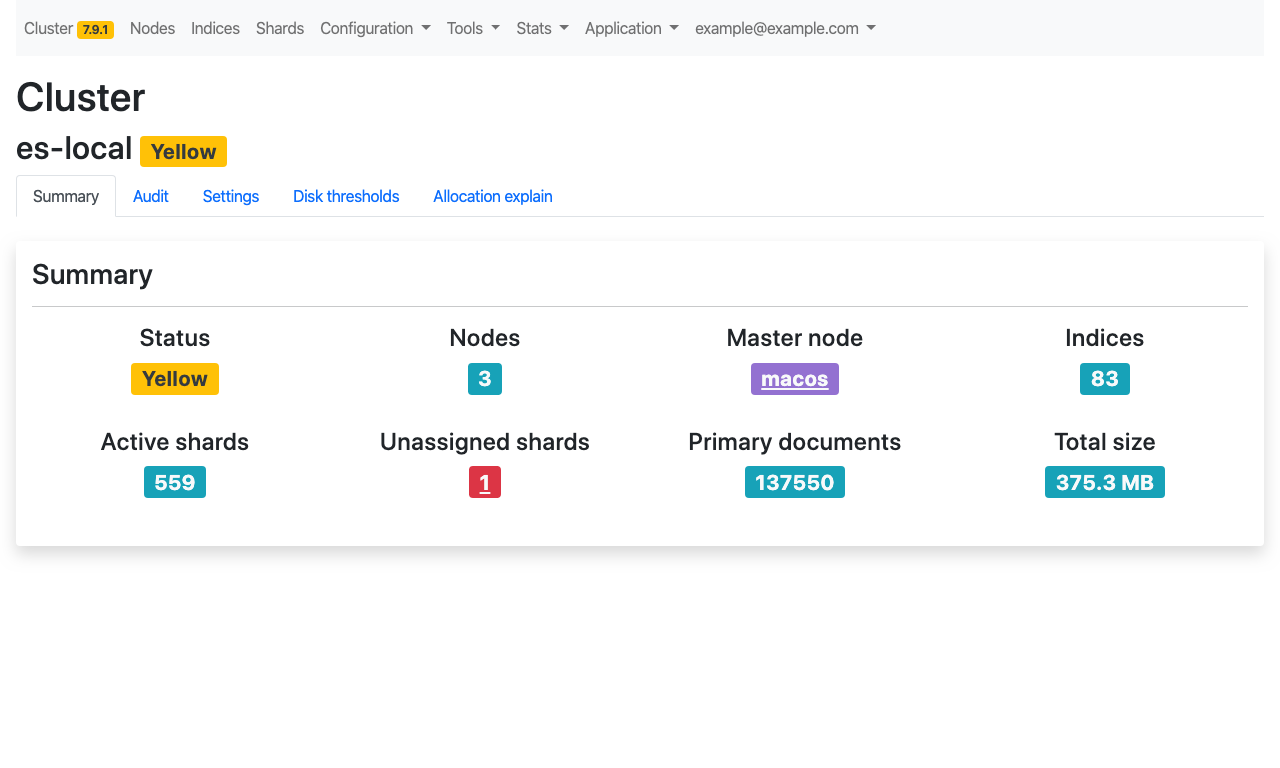 Cluster 7.9.1 Nodes Indices Shards Configuration Tools Stats Application example@example.com
Cluster
es-local Yellow
Summary Audit Settings Disk thresholds Allocation explain
Summary
Status Nodes Master node Indices
Yellow 3 macos 83
Active shards Unassigned shards Primary documents Total size
559 1 137550 375.3 MB